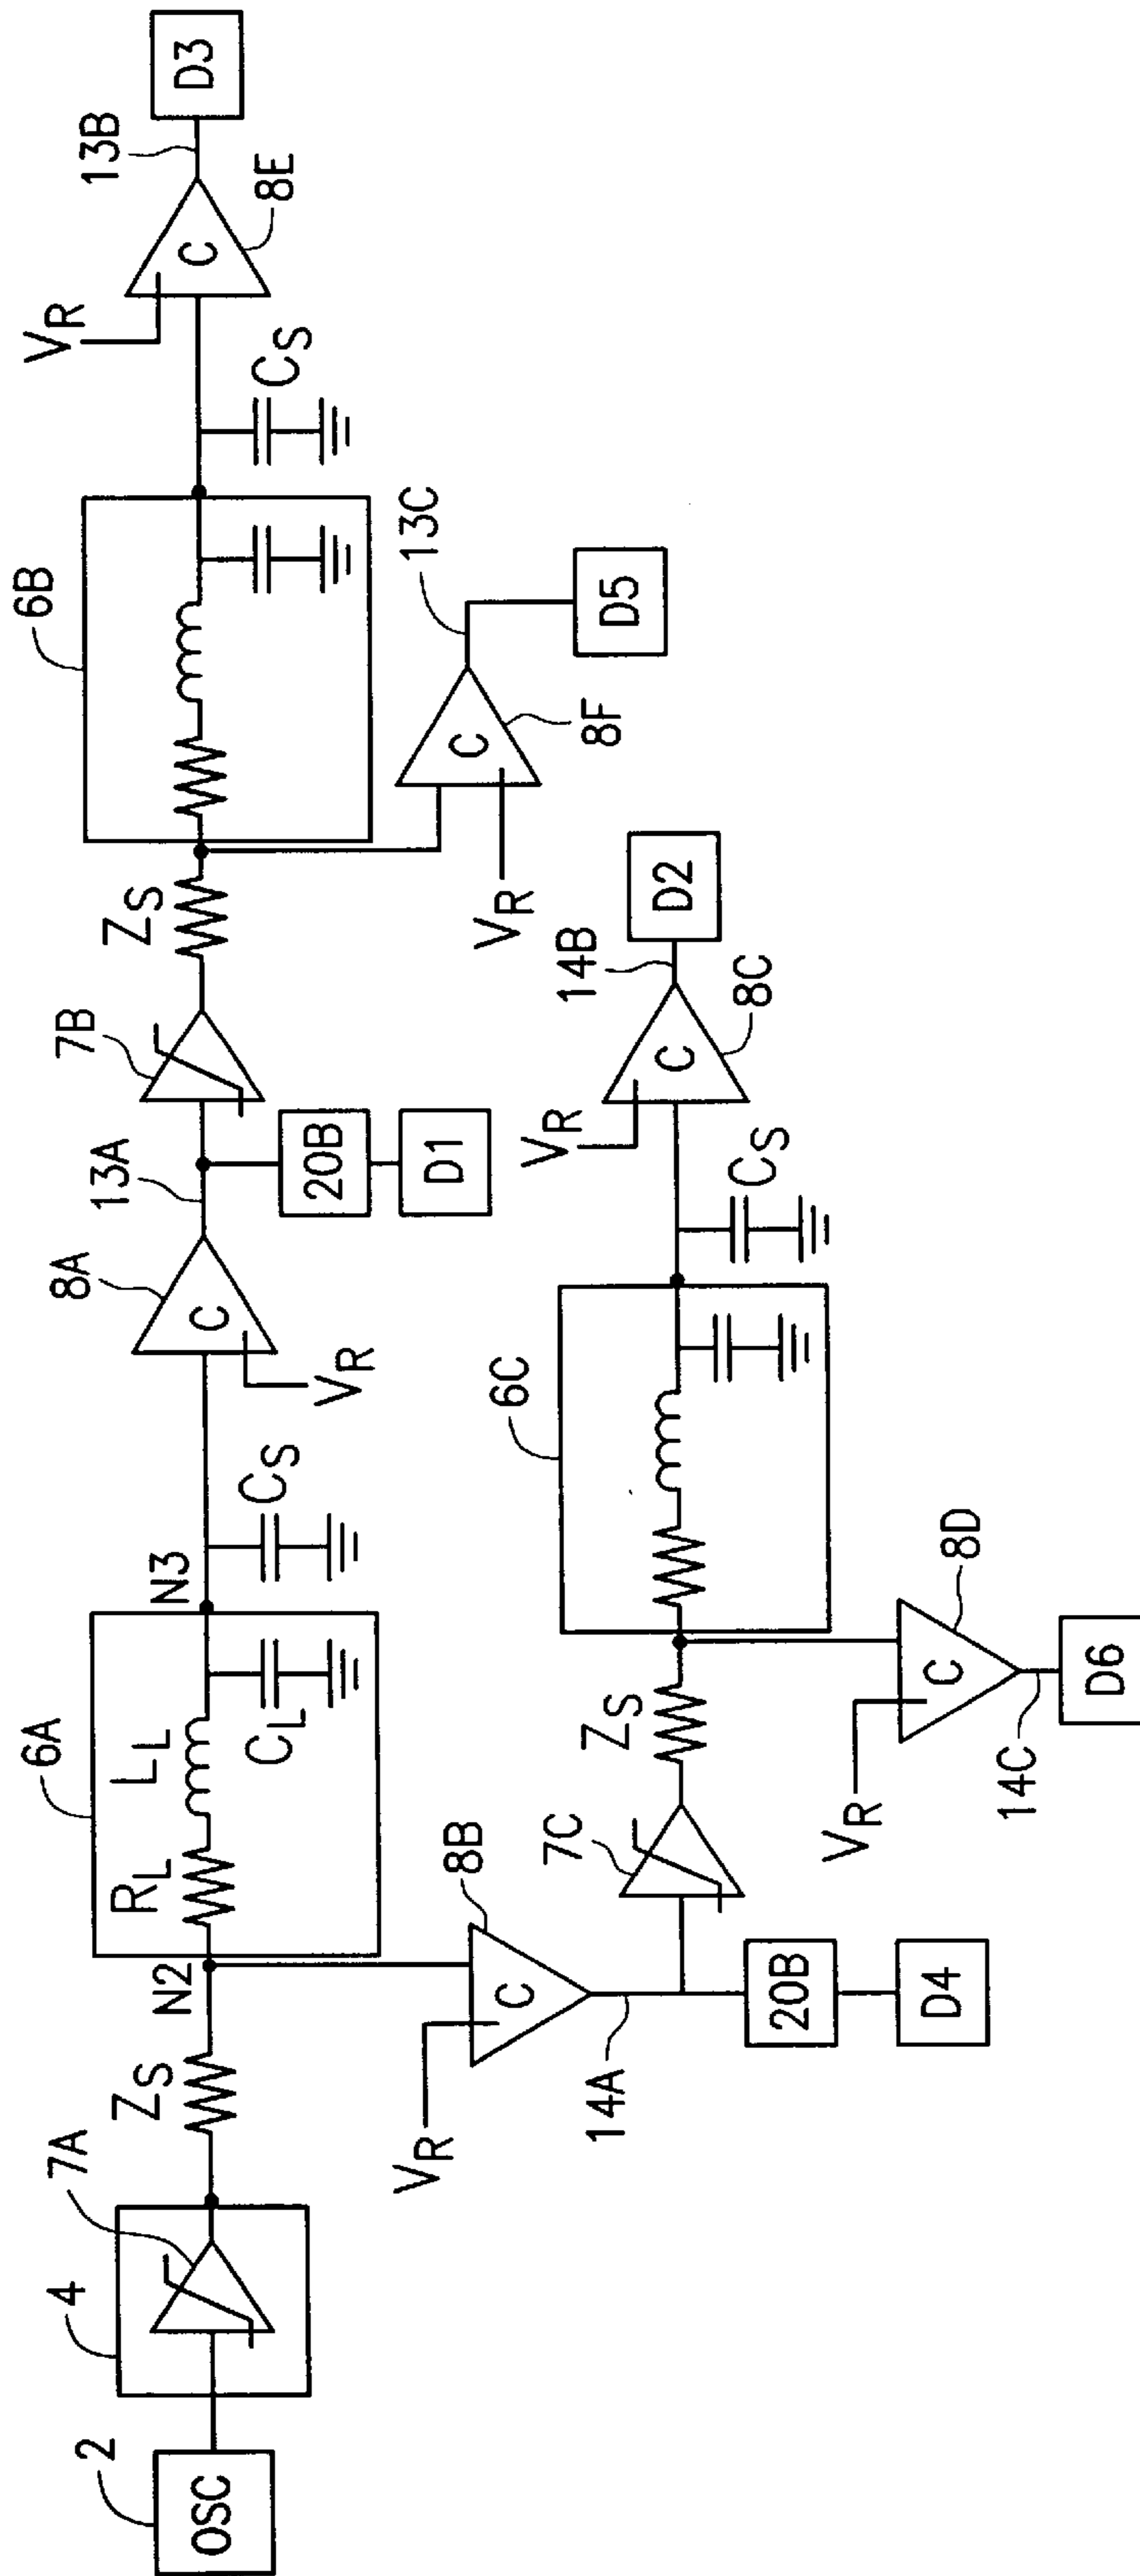 2
OSC
4
7A
Z_S
N2
6A
R_L
L_L
C_L
N3
C_S
V_R
C
8A
13A
20B
D1
7B
Z_S
6B
C_S
V_R
C
8E
13B
D3
V_R
C
8F
13C
D5
V_R
C
8B
14A
20B
D4
7C
Z_S
6C
C_S
V_R
C
8C
14B
D2
V_R
C
8D
14C
D6